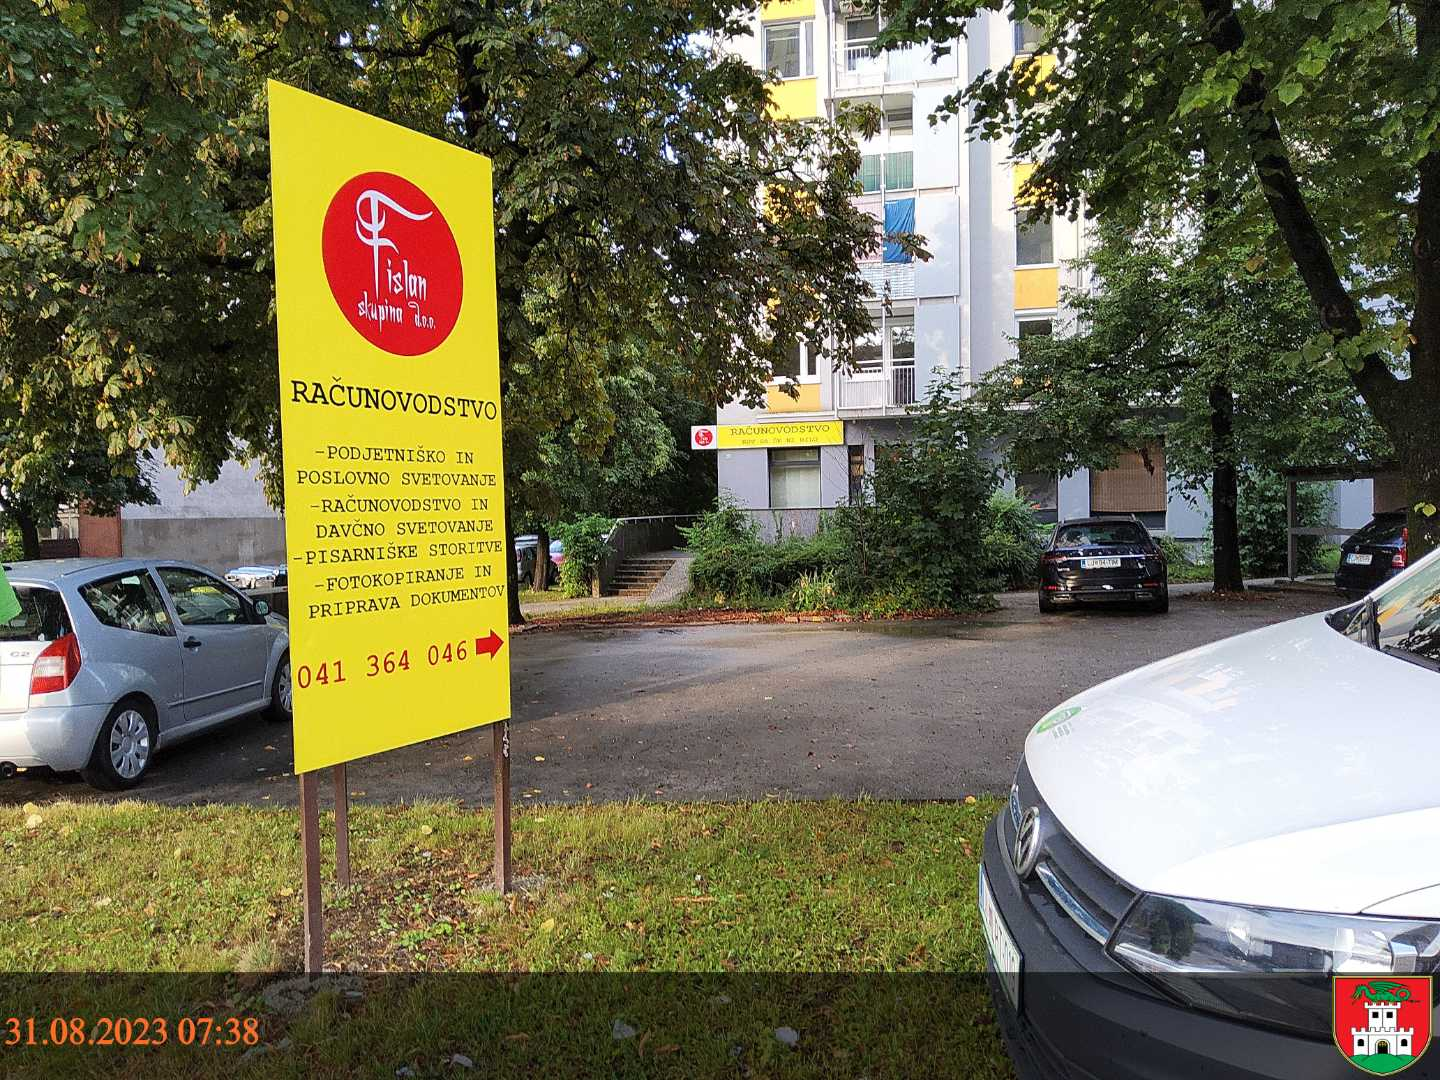 Fislan
skupina d.o.o.
RAČUNOVODSTVO
-PODJETNIŠKO IN
POSLOVNO SVETOVANJE
-RAČUNOVODSTVO IN
DAVČNO SVETOVANJE
-PISARNIŠKE STORITVE
-FOTOKOPIRANJE IN
PRIPRAVA DOKUMENTOV
041 364 046
RAČUNOVODSTVO
C2
31.08.2023 07:38